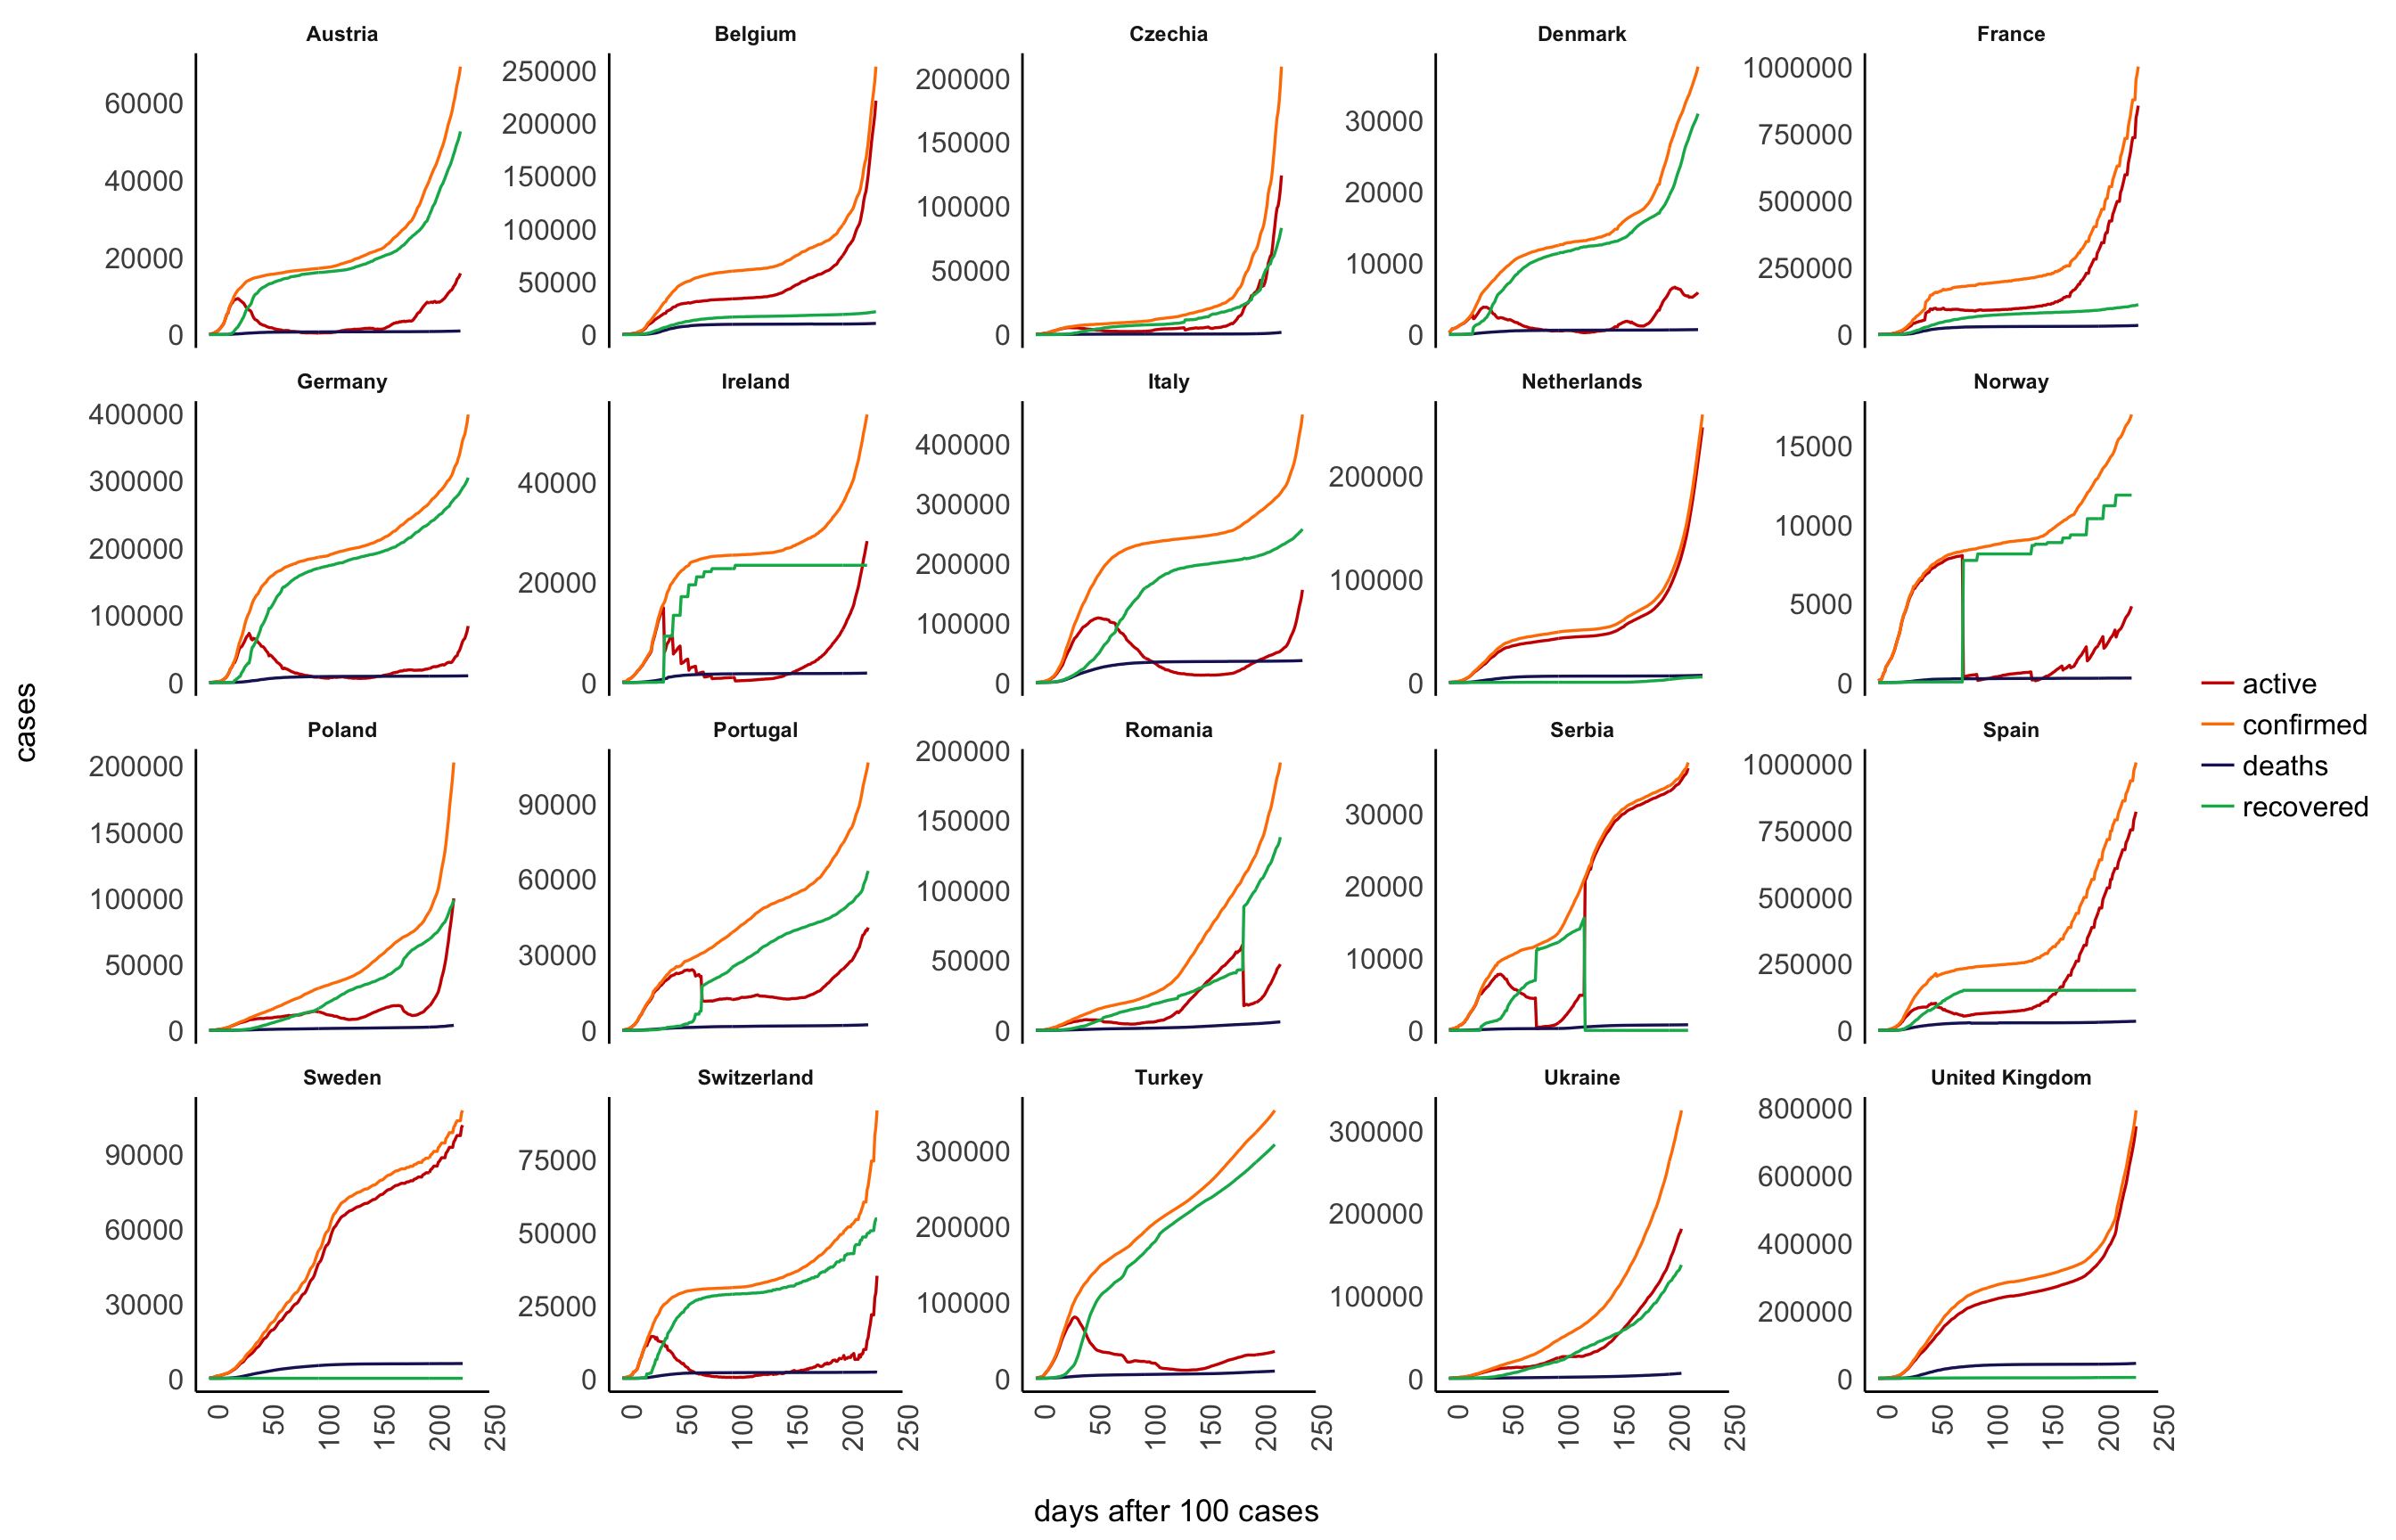 Austria Belgium Czechia Denmark France
60000 40000 20000 0
250000 200000 150000 100000 50000 0
200000 150000 100000 50000 0
30000 20000 10000 0
1000000 750000 500000 250000 0
Germany Ireland Italy Netherlands Norway
400000 300000 200000 100000 0
40000 20000 0
400000 300000 200000 100000 0
200000 100000 0
15000 10000 5000 0
Poland Portugal Romania Serbia Spain
200000 150000 100000 50000 0
90000 60000 30000 0
200000 150000 100000 50000 0
30000 20000 10000 0
1000000 750000 500000 250000 0
Sweden Switzerland Turkey Ukraine United Kingdom
90000 60000 30000 0
75000 50000 25000 0
300000 200000 100000 0
300000 200000 100000 0
800000 600000 400000 200000 0
0 50 100 150 200 250
0 50 100 150 200 250
0 50 100 150 200 250
0 50 100 150 200 250
0 50 100 150 200 250
days after 100 cases
cases
active
confirmed
deaths
recovered